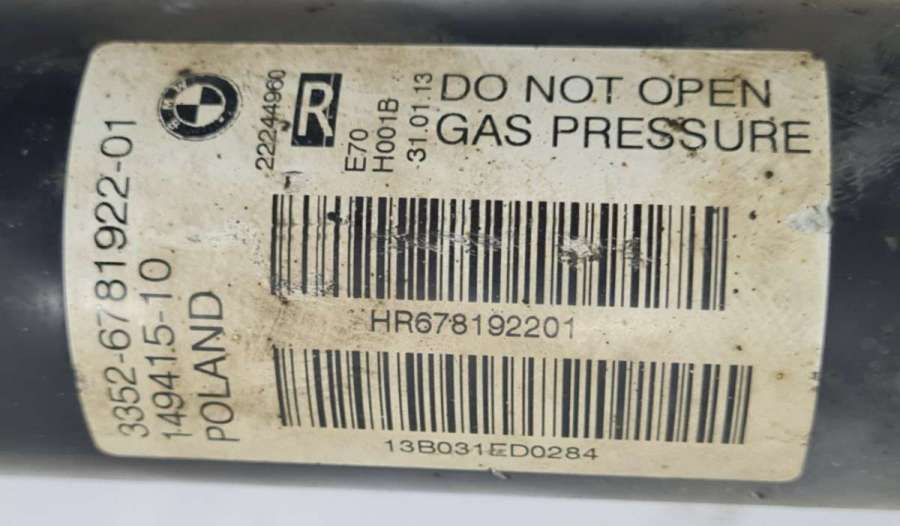 3352-6781922-01
149415-10
POLAND
BMW
22244960
R
E70
H001B
31.01.13
DO NOT OPEN
GAS PRESSURE
HR678192201
13B031ED0284